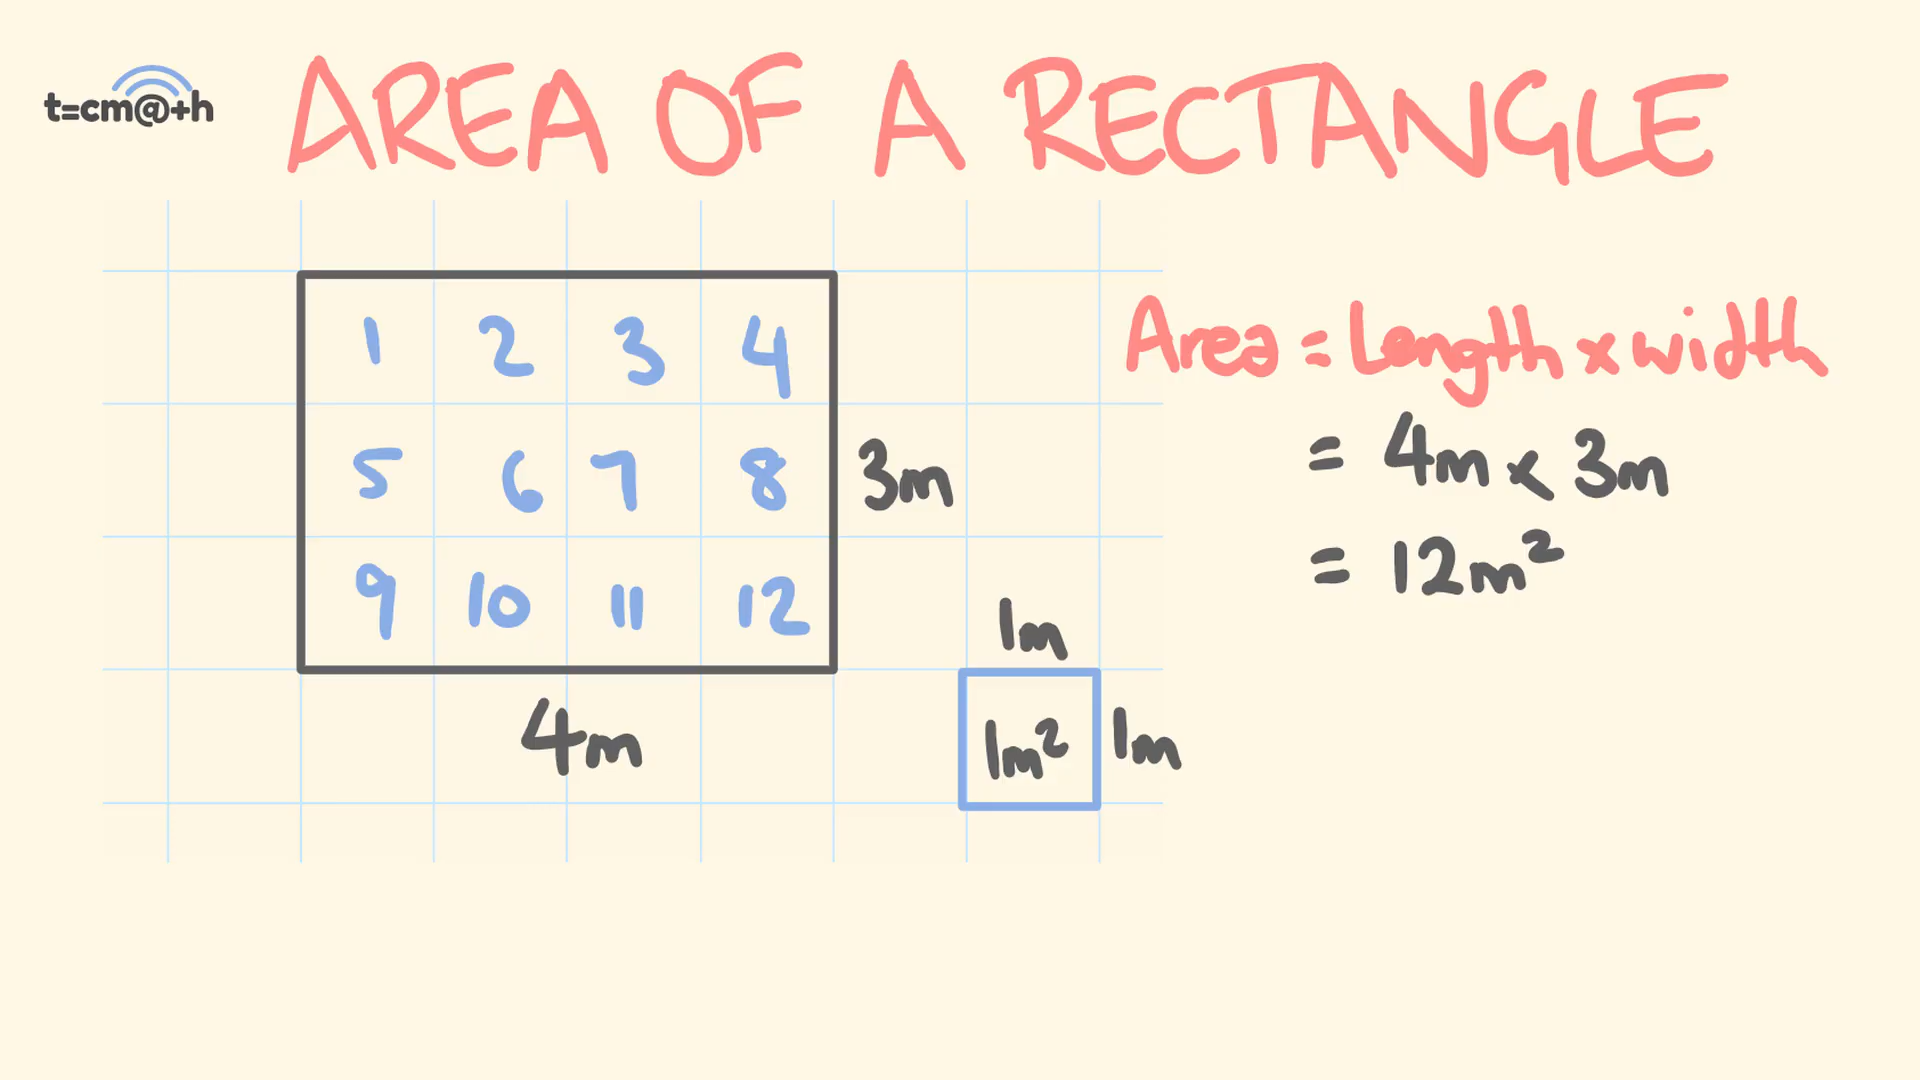 t=cm@+h
AREA OF A RECTANGLE
1 2 3 4
5 6 7 8
9 10 11 12
3m
4m
Area = Length x width
= 4m x 3m
= 12m²
1m
1m²
1m